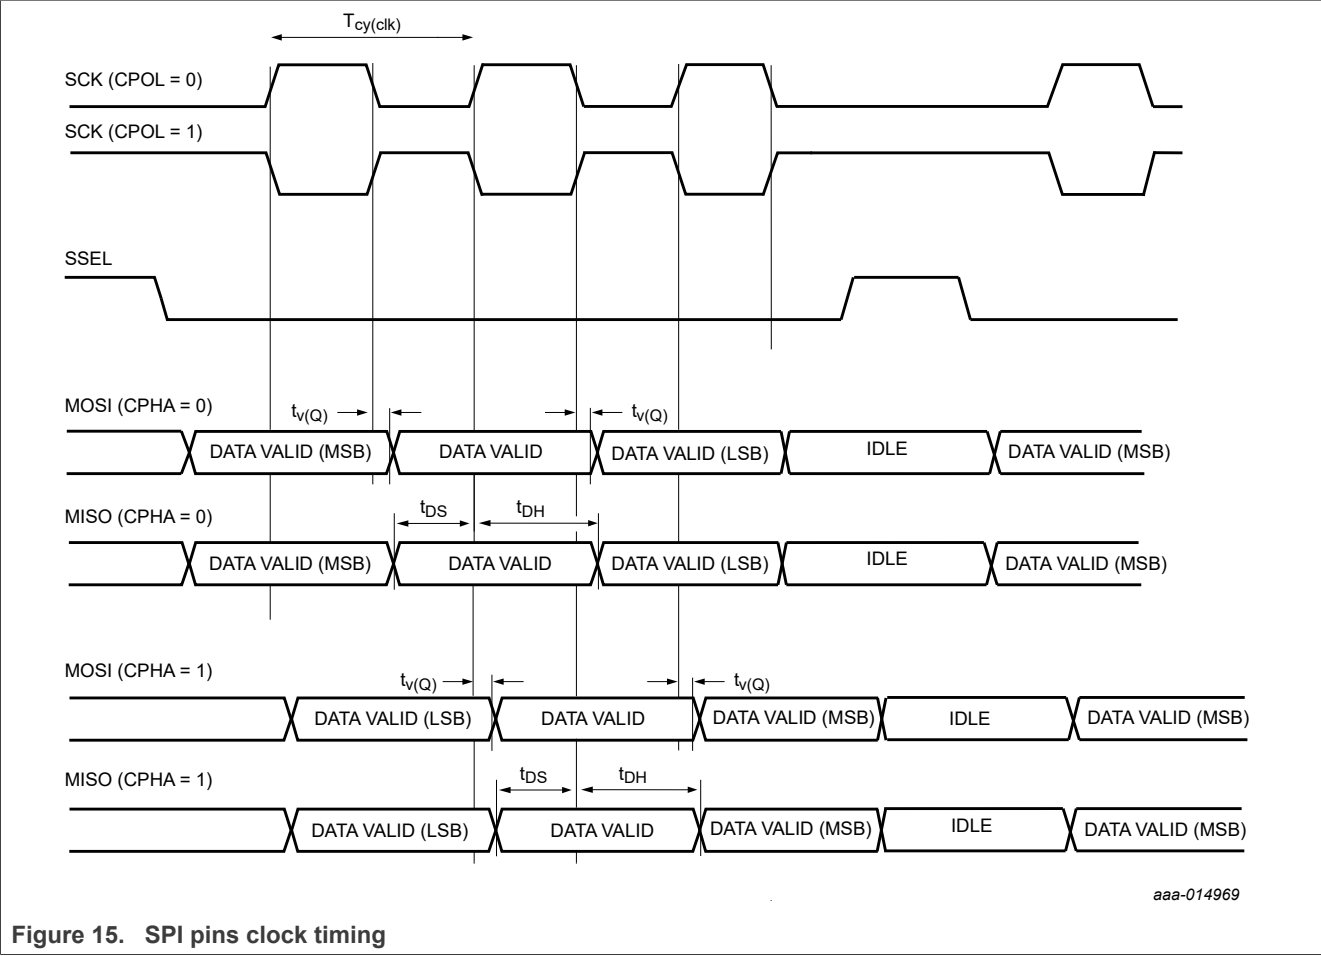 Tcy(clk)
SCK (CPOL = 0)
SCK (CPOL = 1)
SSEL
MOSI (CPHA = 0)
tv(Q) tv(Q)
DATA VALID (MSB) DATA VALID DATA VALID (LSB) IDLE DATA VALID (MSB)
tDS tDH
MISO (CPHA = 0)
DATA VALID (MSB) DATA VALID DATA VALID (LSB) IDLE DATA VALID (MSB)
MOSI (CPHA = 1)
tv(Q) tv(Q)
DATA VALID (LSB) DATA VALID DATA VALID (MSB) IDLE DATA VALID (MSB)
tDS tDH
MISO (CPHA = 1)
DATA VALID (LSB) DATA VALID DATA VALID (MSB) IDLE DATA VALID (MSB)
aaa-014969
Figure 15. SPI pins clock timing